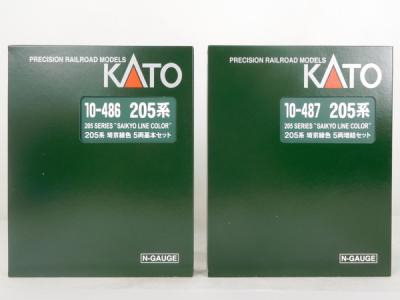 PRECISION RAILROAD MODELS
KATO
10-486 205系
205 SERIES "SAIKYO LINE COLOR"
205系 埼京線色 5両基本セット
N-GAUGE
PRECISION RAILROAD MODELS
KATO
10-487 205系
205 SERIES "SAIKYO LINE COLOR"
205系 埼京線色 5両増結セット
N-GAUGE